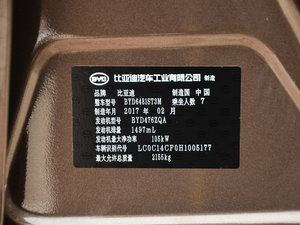 BYD 比亚迪汽车工业有限公司 制造
品牌 比亚迪 制造国 中国
整车型号 BYD6481ST3M 乘坐人数 7
制造年月 2017 年 02 月
发动机型号 BYD476ZQA
发动机排量 1497mL
发动机最大净功率 105kW
车辆识别代号 LC0C14CF0H1005177
最大允许总质量 2155kg